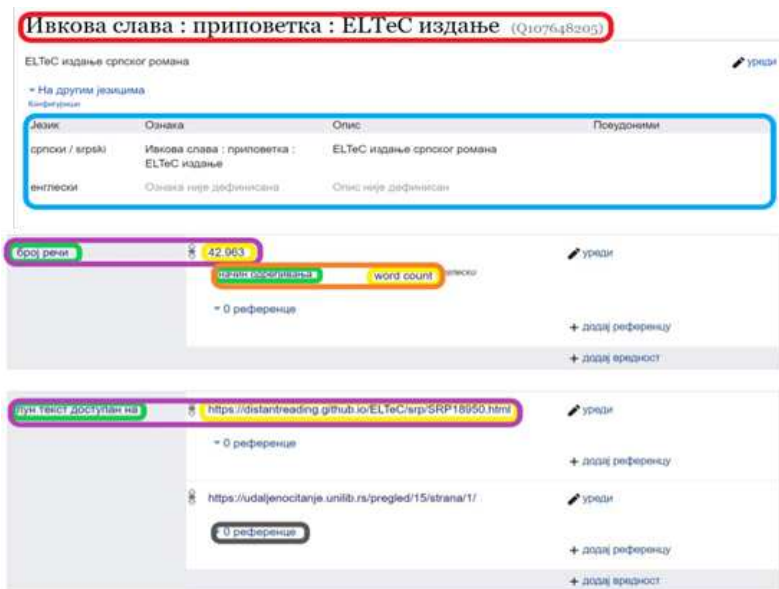 Ивкова слава : приповетка : ELTeC издање (Q107648205)
ELTeC издање српског романа
уреди
На другим језицима
Конфигуриши
Језик Ознака Опис Псеудоними
српски / srpski Ивкова слава : приповетка : ELTeC издање српског романа
ELTeC издање
енглески Ознака није дефинисана Опис није дефинисан
број речи 42.963 уреди
начин одређивања word count
0 референце
+ додај референцу
+ додај вредност
пун текст доступан на https://distantreading.github.io/ELTeC/srp/SRP18950.html уреди
0 референце
+ додај референцу
https://udaljenocitanje.unilib.rs/pregled/15/strana/1/ уреди
0 референце
+ додај референцу
+ додај вредност